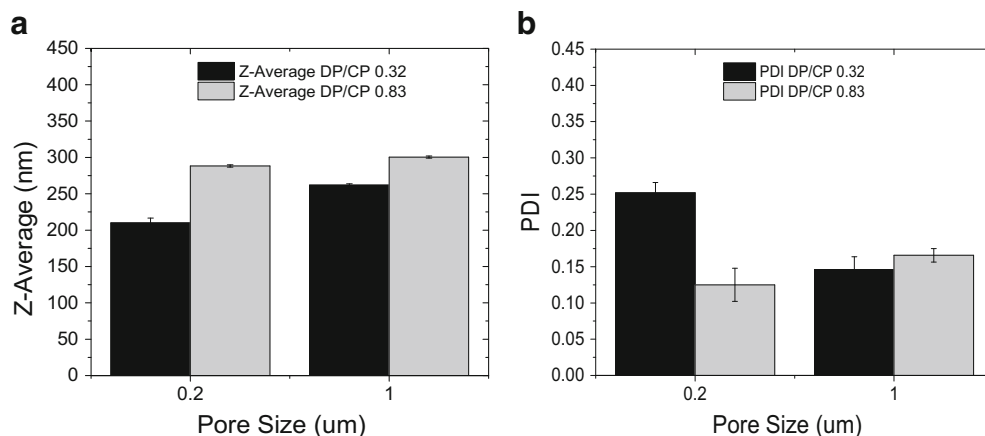 a
450
400
350
300
250
200
150
100
50
0
Z-Average (nm)
Z-Average DP/CP 0.32
Z-Average DP/CP 0.83
0.2
1
Pore Size (um)
b
0.45
0.40
0.35
0.30
0.25
0.20
0.15
0.10
0.05
0.00
PDI
PDI DP/CP 0.32
PDI DP/CP 0.83
0.2
1
Pore Size (um)